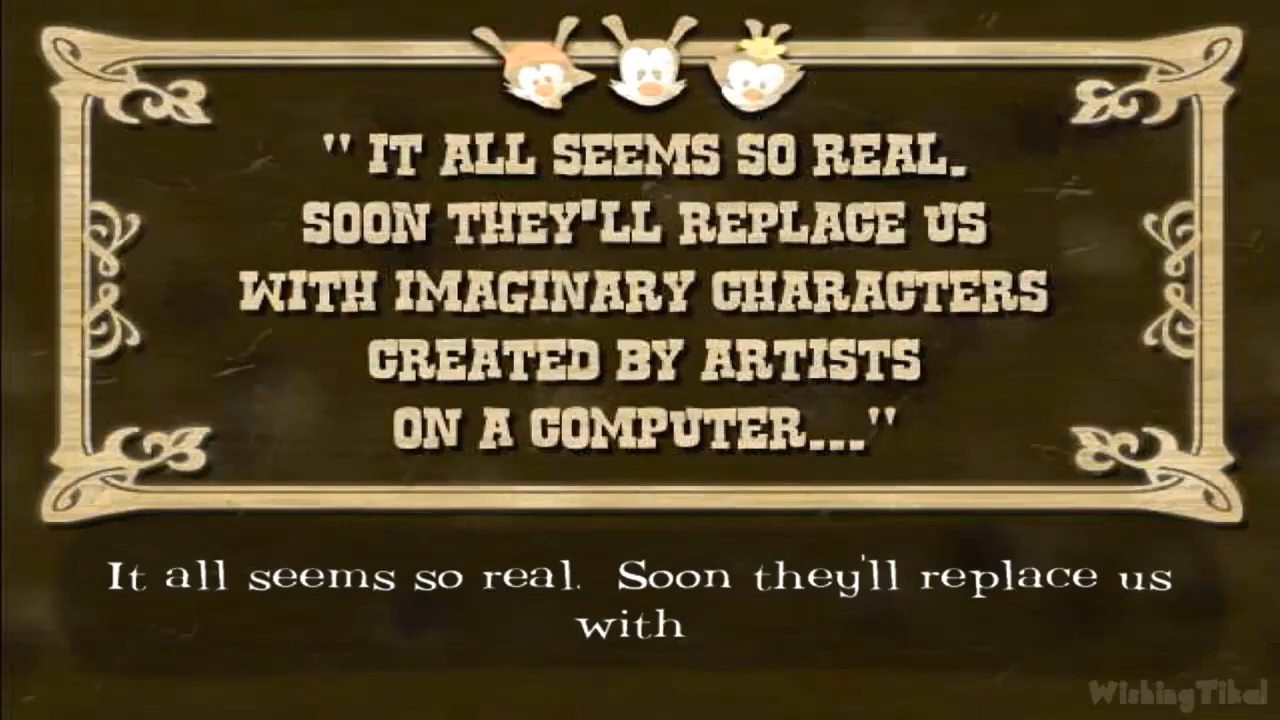 " IT ALL SEEMS SO REAL.
SOON THEY'LL REPLACE US
WITH IMAGINARY CHARACTERS
CREATED BY ARTISTS
ON A COMPUTER..."
It all seems so real. Soon they'll replace us
with
WishingTikal